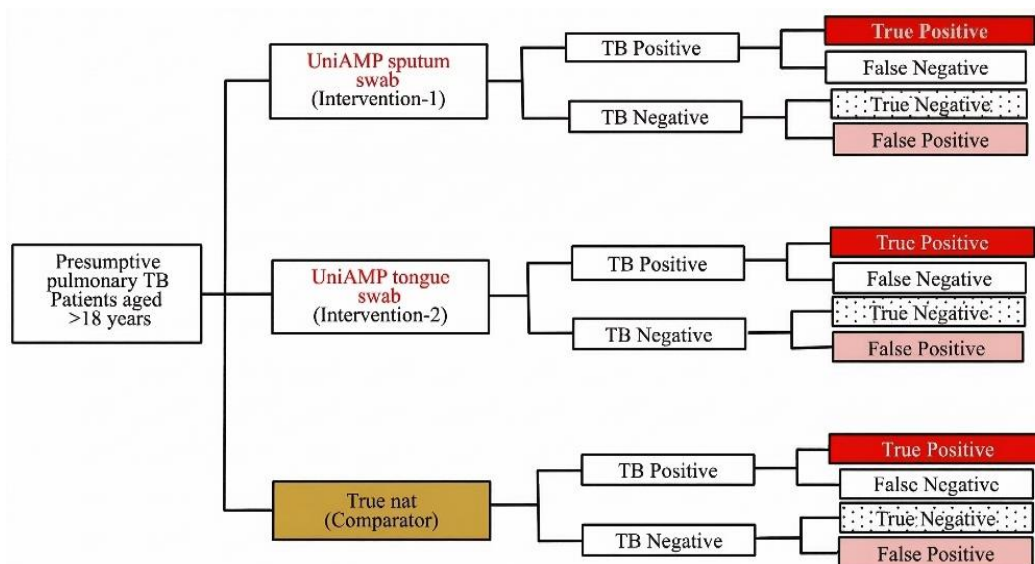 Presumptive
pulmonary TB
Patients aged
>18 years
UniAMP sputum
swab
(Intervention-1)
TB Positive
True Positive
False Negative
TB Negative
True Negative
False Positive
UniAMP tongue
swab
(Intervention-2)
TB Positive
True Positive
False Negative
TB Negative
True Negative
False Positive
True nat
(Comparator)
TB Positive
True Positive
False Negative
TB Negative
True Negative
False Positive